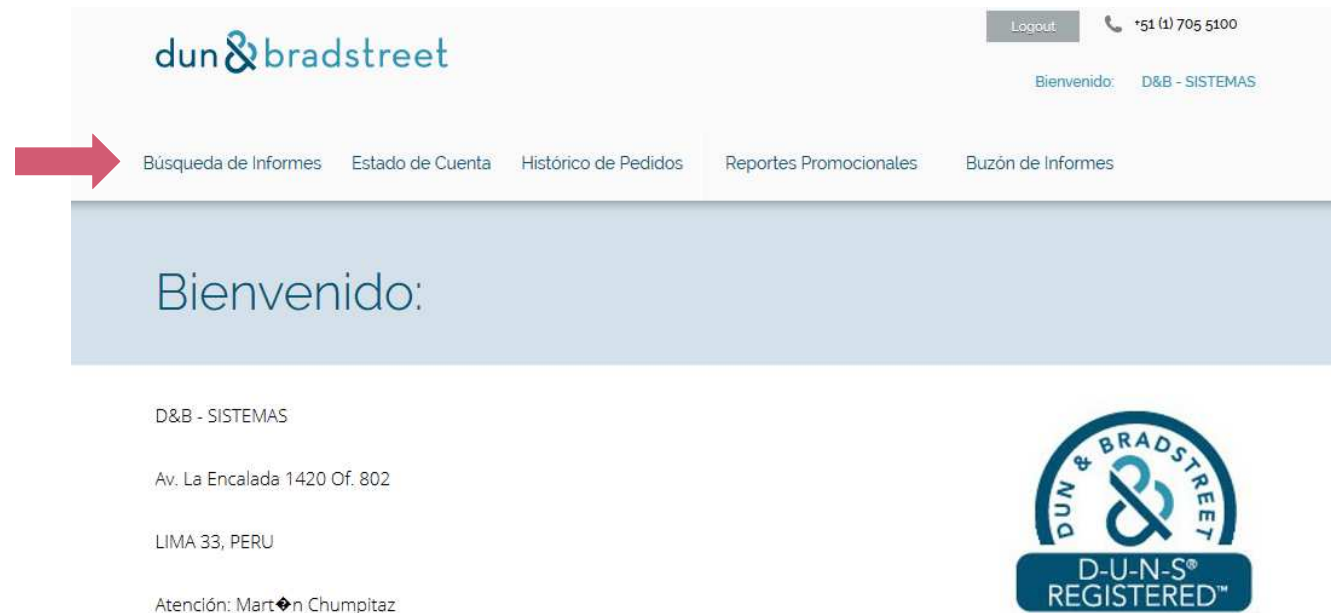 Logout +51 (1) 705 5100
dun & bradstreet
Bienvenido: D&B - SISTEMAS
Búsqueda de Informes Estado de Cuenta Histórico de Pedidos Reportes Promocionales Buzón de Informes
Bienvenido:
D&B - SISTEMAS
Av. La Encalada 1420 Of. 802
LIMA 33, PERU
Atención: Mart�n Chumpitaz
DUN & BRADSTREET
&
D-U-N-S®
REGISTERED™